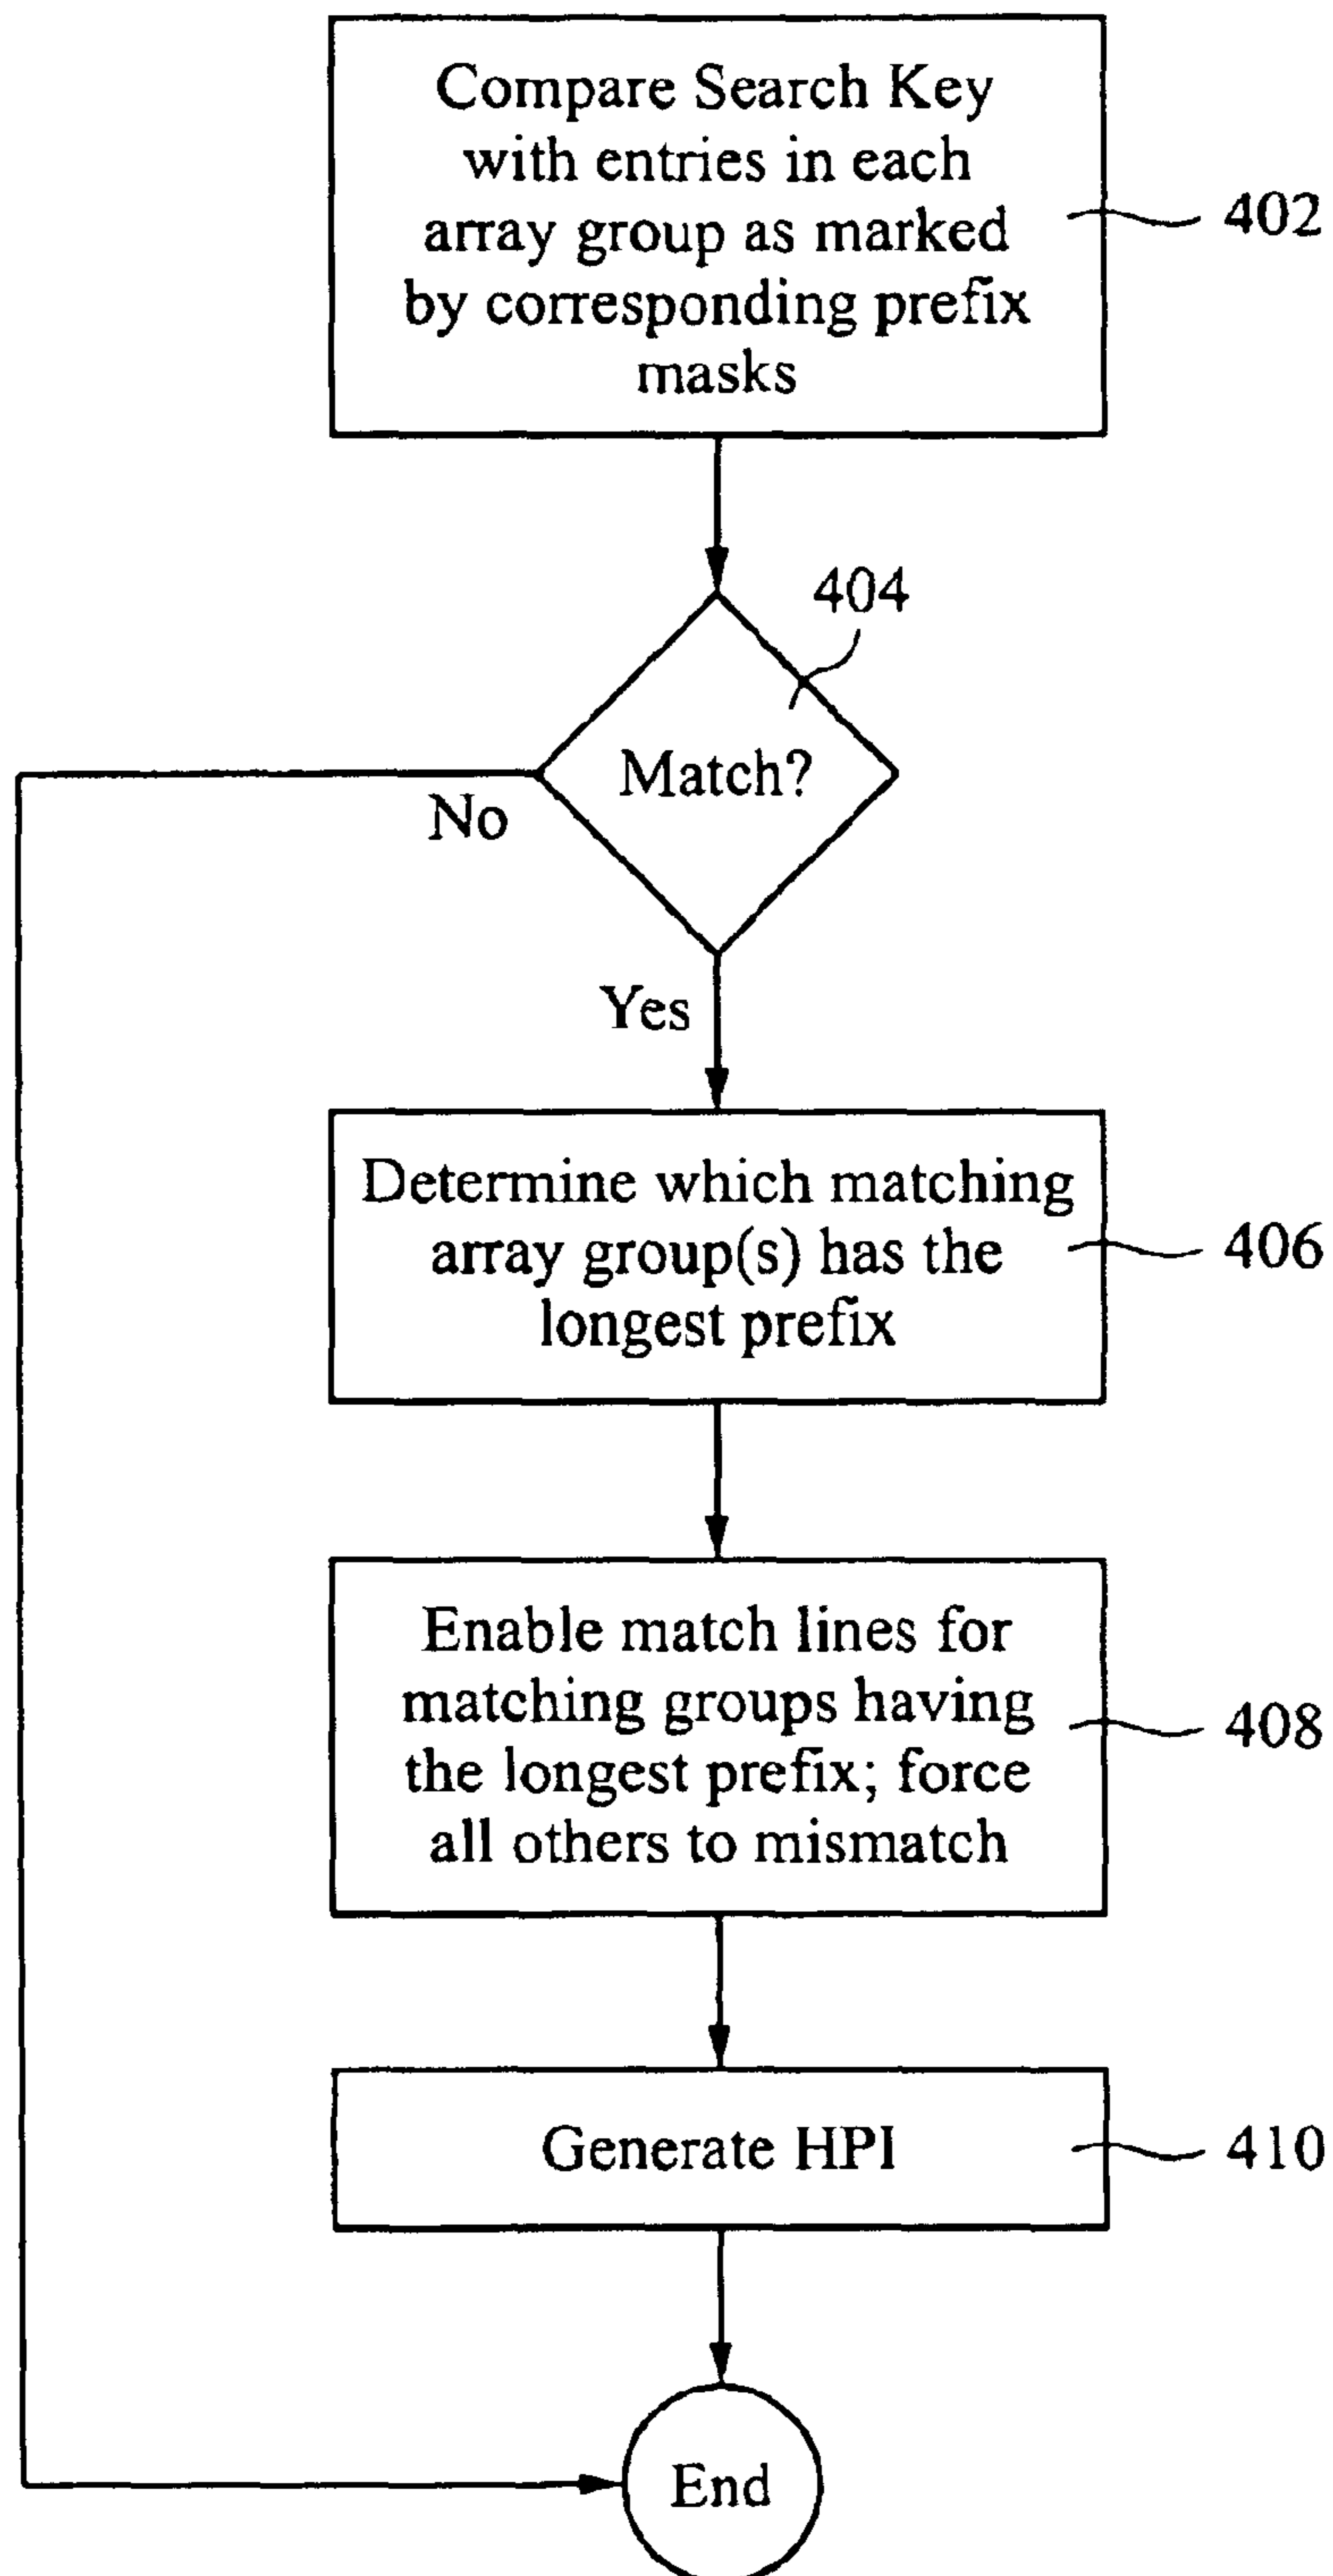 Compare Search Key
with entries in each
array group as marked
by corresponding prefix
masks
402
404
Match?
No
Yes
Determine which matching
array group(s) has the
longest prefix
406
Enable match lines for
matching groups having
the longest prefix; force
all others to mismatch
408
Generate HPI
410
End